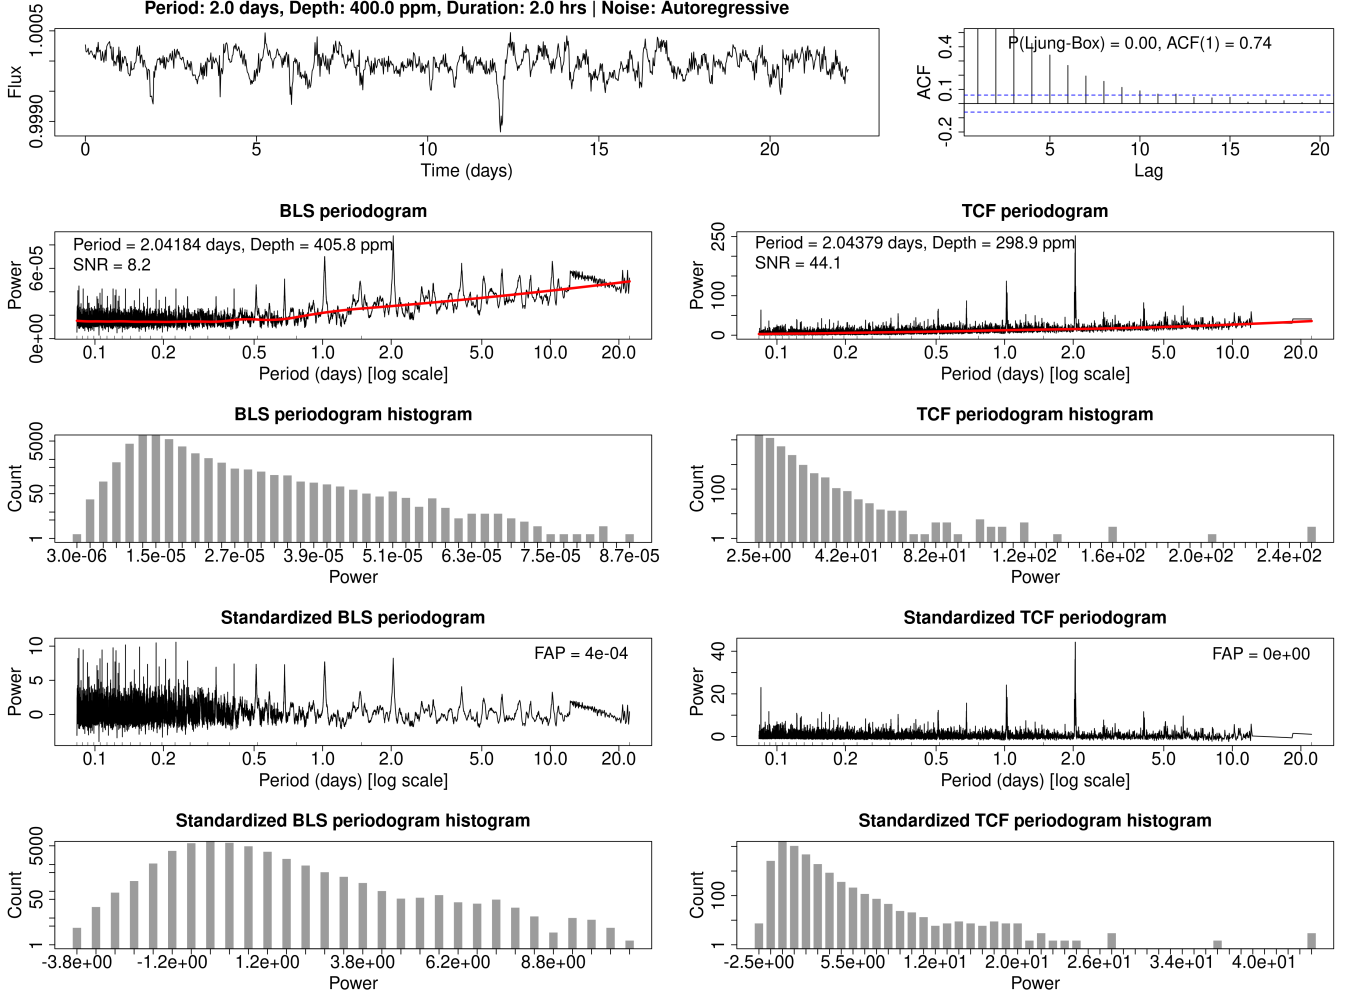 Period: 2.0 days, Depth: 400.0 ppm, Duration: 2.0 hrs | Noise: Autoregressive
Flux
0.9990 1.0005
0 5 10 15 20
Time (days)
P(Ljung-Box) = 0.00, ACF(1) = 0.74
ACF
-0.2 0.1 0.4
5 10 15 20
Lag
BLS periodogram
Period = 2.04184 days, Depth = 405.8 ppm
SNR = 8.2
Power
0e+00 6e-05
0.1 0.2 0.5 1.0 2.0 5.0 10.0 20.0
Period (days) [log scale]
TCF periodogram
Period = 2.04379 days, Depth = 298.9 ppm
SNR = 44.1
Power
0 100 250
0.1 0.2 0.5 1.0 2.0 5.0 10.0 20.0
Period (days) [log scale]
BLS periodogram histogram
Count
1 50 5000
3.0e-06 1.5e-05 2.7e-05 3.9e-05 5.1e-05 6.3e-05 7.5e-05 8.7e-05
Power
TCF periodogram histogram
Count
1 100
2.5e+00 4.2e+01 8.2e+01 1.2e+02 1.6e+02 2.0e+02 2.4e+02
Power
Standardized BLS periodogram
FAP = 4e-04
Power
0 5 10
0.1 0.2 0.5 1.0 2.0 5.0 10.0 20.0
Period (days) [log scale]
Standardized TCF periodogram
FAP = 0e+00
Power
0 20 40
0.1 0.2 0.5 1.0 2.0 5.0 10.0 20.0
Period (days) [log scale]
Standardized BLS periodogram histogram
Count
1 50 5000
-3.8e+00 -1.2e+00 1.2e+00 3.8e+00 6.2e+00 8.8e+00
Power
Standardized TCF periodogram histogram
Count
1 100
-2.5e+00 5.5e+00 1.2e+01 2.0e+01 2.6e+01 3.4e+01 4.0e+01
Power